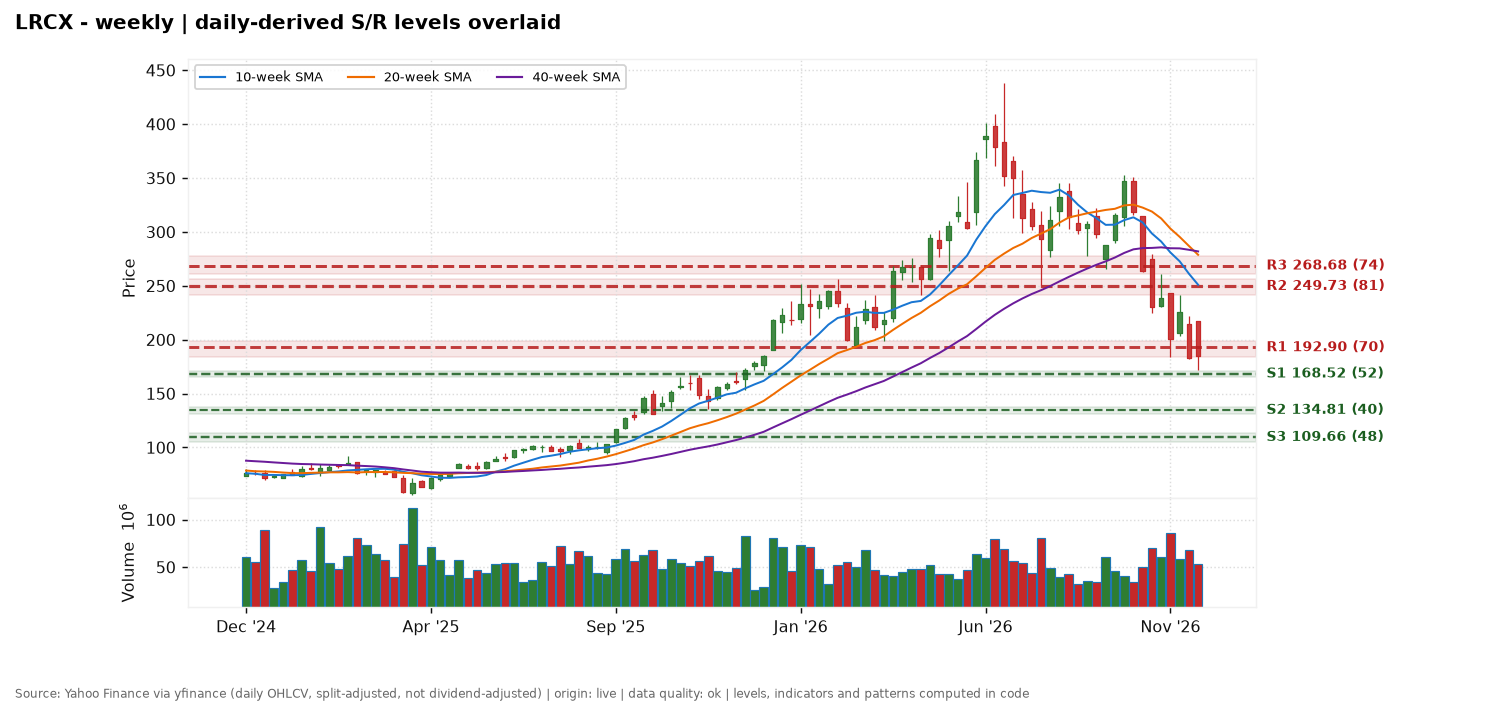 LRCX - weekly | daily-derived S/R levels overlaid
10-week SMA
20-week SMA
40-week SMA
Price
450
400
350
300
250
200
150
100
R3 268.68 (74)
R2 249.73 (81)
R1 192.90 (70)
S1 168.52 (52)
S2 134.81 (40)
S3 109.66 (48)
Volume 10⁶
100
50
Dec '24
Apr '25
Sep '25
Jan '26
Jun '26
Nov '26
Source: Yahoo Finance via yfinance (daily OHLCV, split-adjusted, not dividend-adjusted) | origin: live | data quality: ok | levels, indicators and patterns computed in code